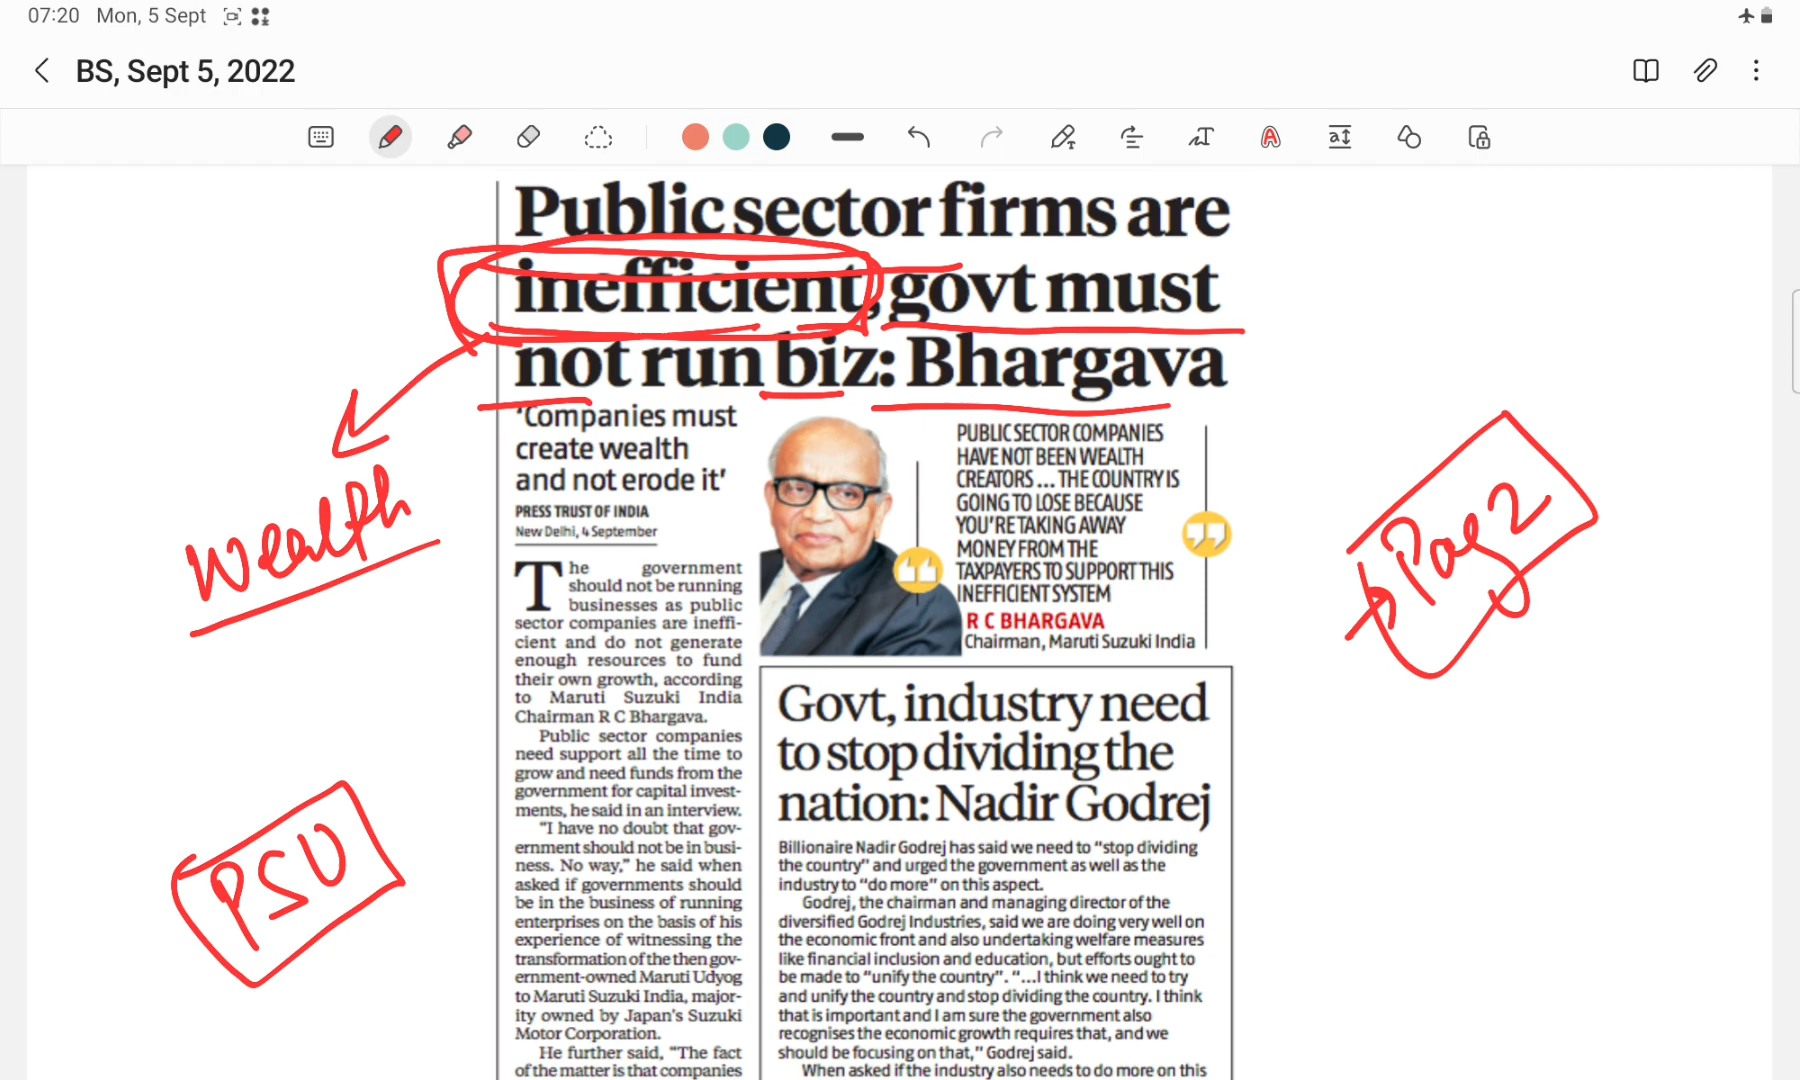 07:20 Mon, 5 Sept
BS, Sept 5, 2022
Public sector firms are
inefficient, govt must
not run biz: Bhargava
'Companies must
create wealth
and not erode it'
PRESS TRUST OF INDIA
New Delhi, 4 September
The government
should not be running
businesses as public
sector companies are ineffi-
cient and do not generate
enough resources to fund
their own growth, according
to Maruti Suzuki India
Chairman R C Bhargava.
Public sector companies
need support all the time to
grow and need funds from the
government for capital invest-
ments, he said in an interview.
"I have no doubt that gov-
ernment should not be in busi-
ness. No way," he said when
asked if governments should
be in the business of running
enterprises on the basis of his
experience of witnessing the
transformation of the then gov-
ernment-owned Maruti Udyog
to Maruti Suzuki India, major-
ity owned by Japan's Suzuki
Motor Corporation.
He further said, "The fact
of the matter is that companies
PUBLIC SECTOR COMPANIES
HAVE NOT BEEN WEALTH
CREATORS ... THE COUNTRY IS
GOING TO LOSE BECAUSE
YOU'RE TAKING AWAY
MONEY FROM THE
TAXPAYERS TO SUPPORT THIS
INEFFICIENT SYSTEM
R C BHARGAVA
Chairman, Maruti Suzuki India
Govt, industry need
to stop dividing the
nation: Nadir Godrej
Billionaire Nadir Godrej has said we need to "stop dividing
the country" and urged the government as well as the
industry to "do more" on this aspect.
Godrej, the chairman and managing director of the
diversified Godrej Industries, said we are doing very well on
the economic front and also undertaking welfare measures
like financial inclusion and education, but efforts ought to
be made to "unify the country". "...I think we need to try
and unify the country and stop dividing the country. I think
that is important and I am sure the government also
recognises the economic growth requires that, and we
should be focusing on that," Godrej said.
When asked if the industry also needs to do more on this
Wealth
PSU
Pag 2